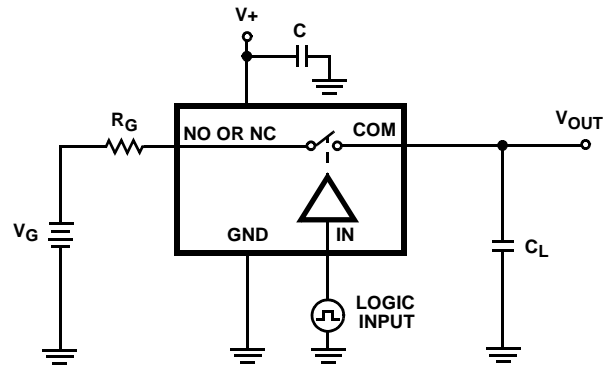 V+
C
RG
NO OR NC
COM
VOUT
VG
GND
IN
CL
LOGIC
INPUT